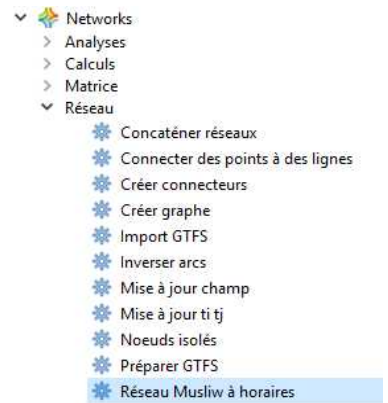 Networks
Analyses
Calculs
Matrice
Réseau
Concaténer réseaux
Connecter des points à des lignes
Créer connecteurs
Créer graphe
Import GTFS
Inverser arcs
Mise à jour champ
Mise à jour ti tj
Noeuds isolés
Préparer GTFS
Réseau Musliw à horaires